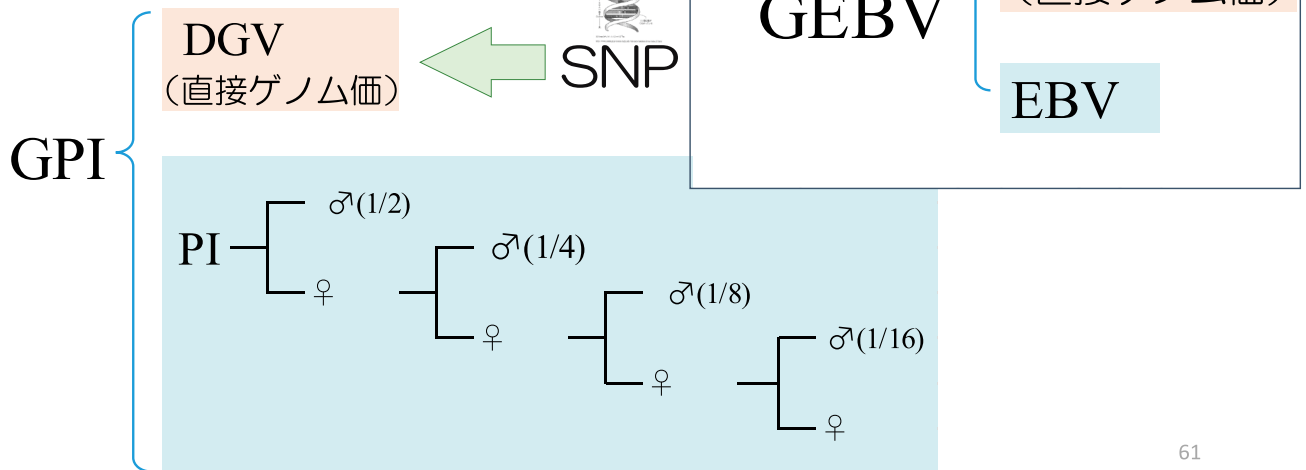 DGV
（直接ゲノム価）
SNP
GEBV
EBV
GPI
PI
♂(1/2)
♀
♂(1/4)
♀
♂(1/8)
♀
♂(1/16)
♀
61